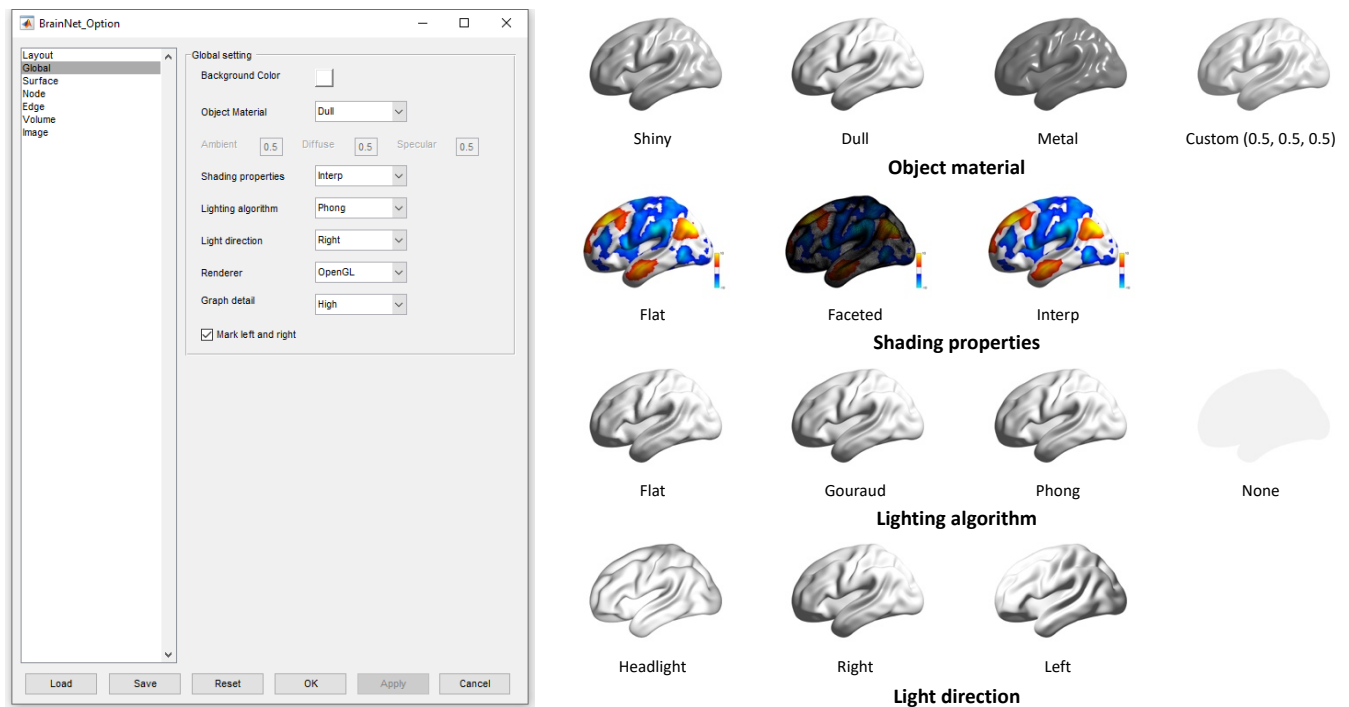 BrainNet_Option
Layout
Global
Surface
Node
Edge
Volume
Image
Global setting
Background Color
Object Material Dull
Ambient 0.5 Diffuse 0.5 Specular 0.5
Shading properties Interp
Lighting algorithm Phong
Light direction Right
Renderer OpenGL
Graph detail High
Mark left and right
Load Save Reset OK Apply Cancel
Shiny Dull Metal Custom (0.5, 0.5, 0.5)
Object material
Flat Faceted Interp
Shading properties
Flat Gouraud Phong None
Lighting algorithm
Headlight Right Left
Light direction